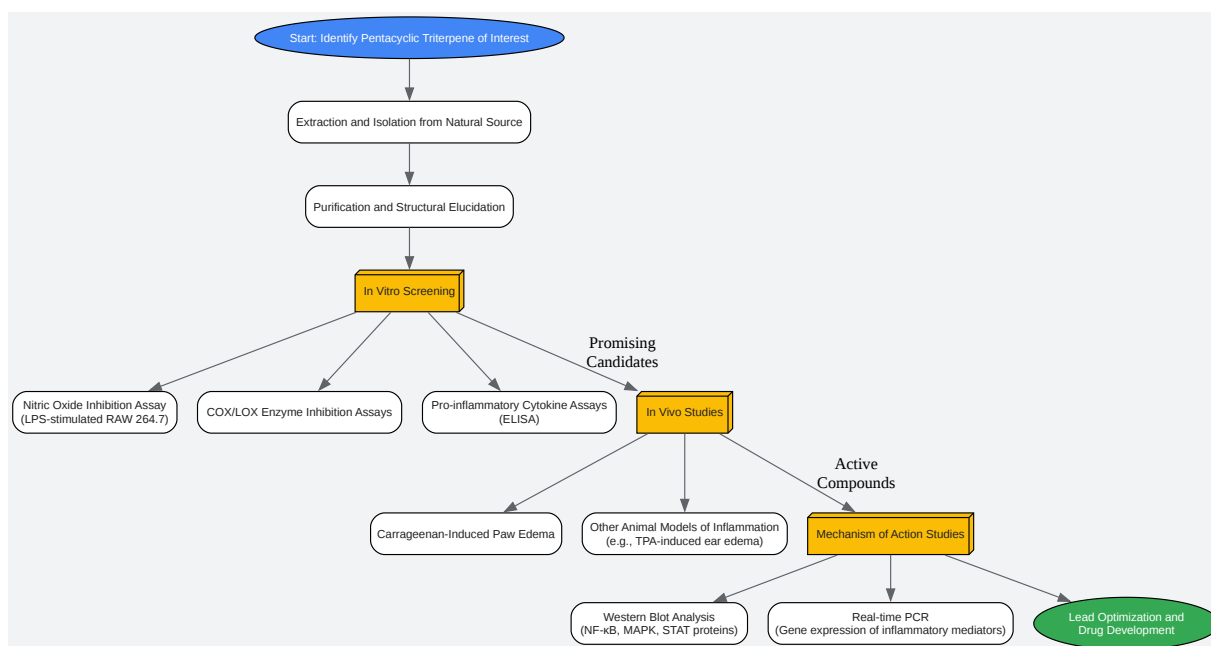 Start: Identify Pentacyclic Triterpene of Interest
Extraction and Isolation from Natural Source
Purification and Structural Elucidation
In Vitro Screening
Promising
Candidates
Nitric Oxide Inhibition Assay
(LPS-stimulated RAW 264.7)
COX/LOX Enzyme Inhibition Assays
Pro-inflammatory Cytokine Assays
(ELISA)
In Vivo Studies
Active
Compounds
Carrageenan-Induced Paw Edema
Other Animal Models of Inflammation
(e.g., TPA-induced ear edema)
Mechanism of Action Studies
Western Blot Analysis
(NF-κB, MAPK, STAT proteins)
Real-time PCR
(Gene expression of inflammatory mediators)
Lead Optimization and
Drug Development